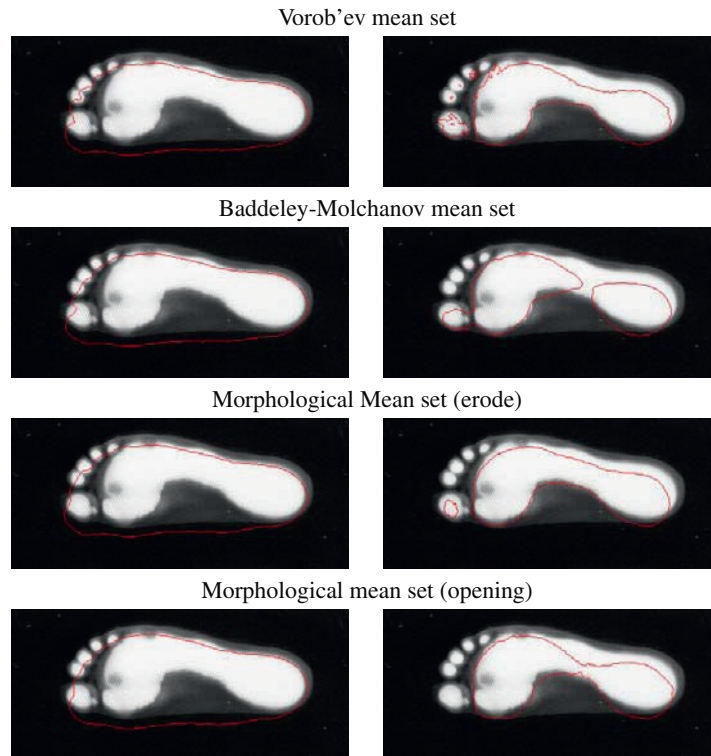 Vorob'ev mean set
Baddeley-Molchanov mean set
Morphological Mean set (erode)
Morphological mean set (opening)